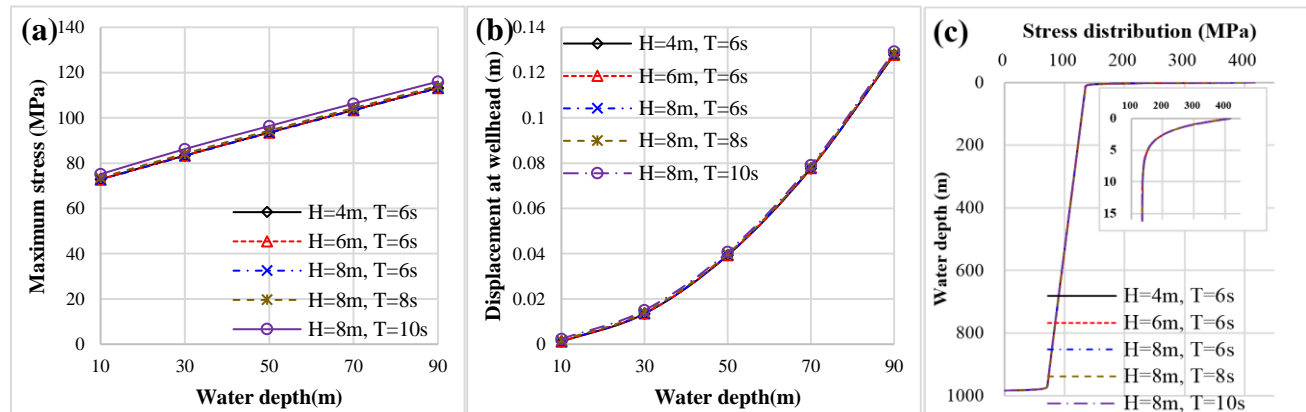 (a)
140
120
100
80
60
40
20
0
Maximum stress (MPa)
H=4m, T=6s
H=6m, T=6s
H=8m, T=6s
H=8m, T=8s
H=8m, T=10s
10 30 50 70 90
Water depth(m)
(b)
0.14
0.12
0.1
0.08
0.06
0.04
0.02
0
Displacement at wellhead (m)
H=4m, T=6s
H=6m, T=6s
H=8m, T=6s
H=8m, T=8s
H=8m, T=10s
10 30 50 70 90
Water depth(m)
(c)
Stress distribution (MPa)
0 100 200 300 400
0
200
400
600
800
1000
Water depth (m)
100 200 300 400
0
5
10
15
H=4m, T=6s
H=6m, T=6s
H=8m, T=6s
H=8m, T=8s
H=8m, T=10s